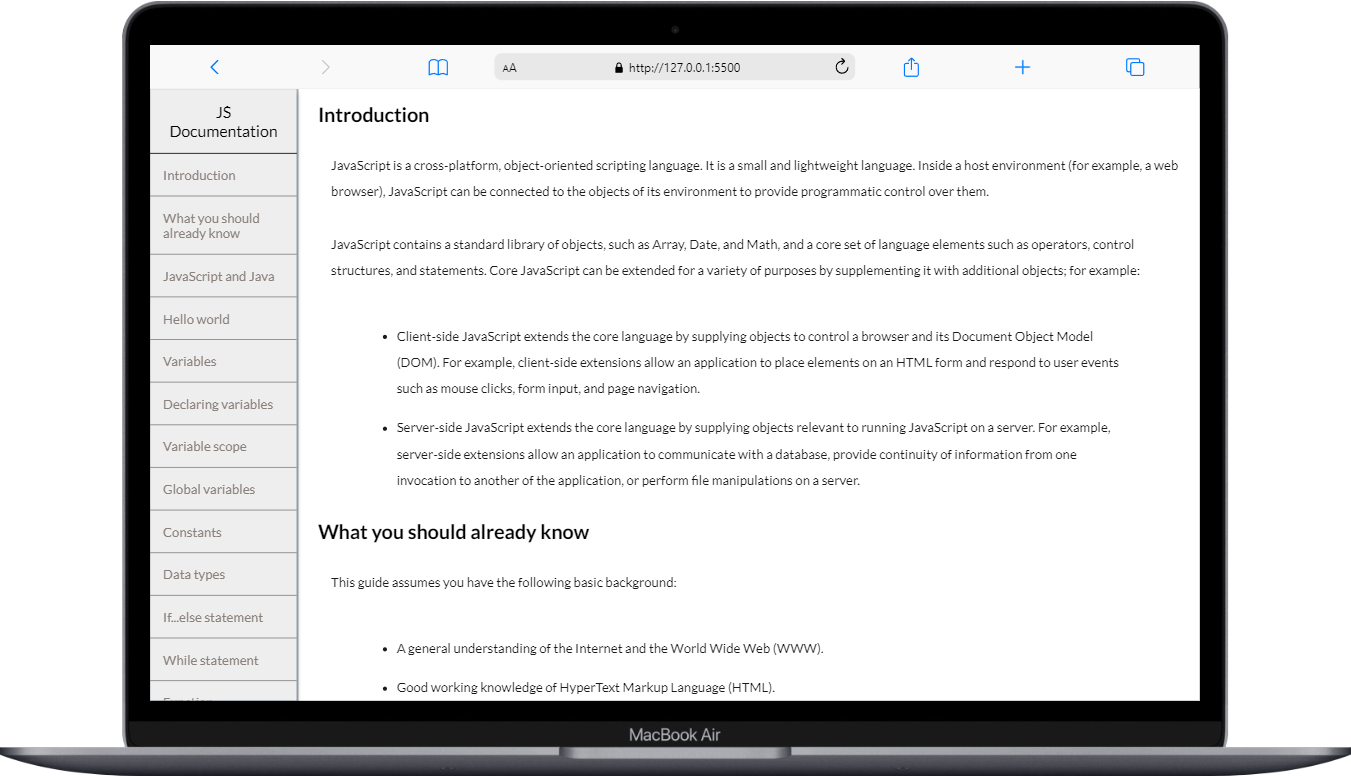 AA
http://127.0.0.1:5500
JS
Documentation
Introduction
What you should
already know
JavaScript and Java
Hello world
Variables
Declaring variables
Variable scope
Global variables
Constants
Data types
If...else statement
While statement
Introduction
JavaScript is a cross-platform, object-oriented scripting language. It is a small and lightweight language. Inside a host environment (for example, a web
browser), JavaScript can be connected to the objects of its environment to provide programmatic control over them.
JavaScript contains a standard library of objects, such as Array, Date, and Math, and a core set of language elements such as operators, control
structures, and statements. Core JavaScript can be extended for a variety of purposes by supplementing it with additional objects; for example:
• Client-side JavaScript extends the core language by supplying objects to control a browser and its Document Object Model
(DOM). For example, client-side extensions allow an application to place elements on an HTML form and respond to user events
such as mouse clicks, form input, and page navigation.
• Server-side JavaScript extends the core language by supplying objects relevant to running JavaScript on a server. For example,
server-side extensions allow an application to communicate with a database, provide continuity of information from one
invocation to another of the application, or perform file manipulations on a server.
What you should already know
This guide assumes you have the following basic background:
• A general understanding of the Internet and the World Wide Web (WWW).
• Good working knowledge of HyperText Markup Language (HTML).
MacBook Air